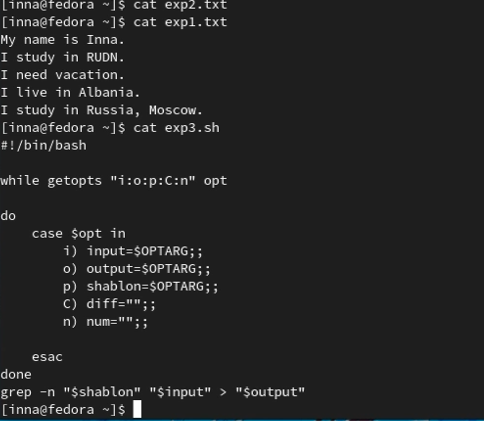 [inna@fedora ~]$ cat exp2.txt
[inna@fedora ~]$ cat exp1.txt
My name is Inna.
I study in RUDN.
I need vacation.
I live in Albania.
I study in Russia, Moscow.
[inna@fedora ~]$ cat exp3.sh
#!/bin/bash

while getopts "i:o:p:C:n" opt

do
    case $opt in
        i) input=$OPTARG;;
        o) output=$OPTARG;;
        p) shablon=$OPTARG;;
        C) diff="";;
        n) num="";;

    esac
done
grep -n "$shablon" "$input" > "$output"
[inna@fedora ~]$